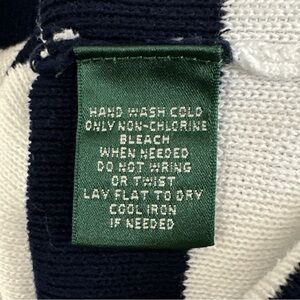 HAND WASH COLD
ONLY NON-CHLORINE
BLEACH
WHEN NEEDED
DO NOT WRING
OR TWIST
LAY FLAT TO DRY
COOL IRON
IF NEEDED